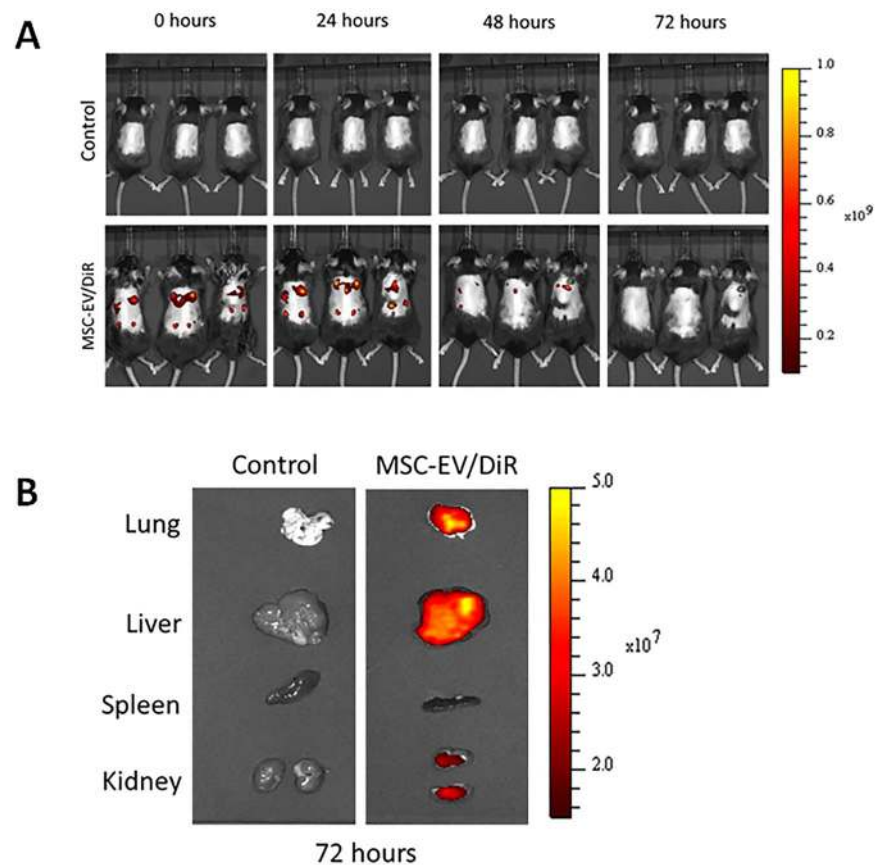 A
0 hours
24 hours
48 hours
72 hours
Control
MSC-EV/DiR
1.0
0.8
0.6
x10⁹
0.4
0.2
B
Control
MSC-EV/DiR
Lung
Liver
Spleen
Kidney
5.0
4.0
x10⁷
3.0
2.0
72 hours